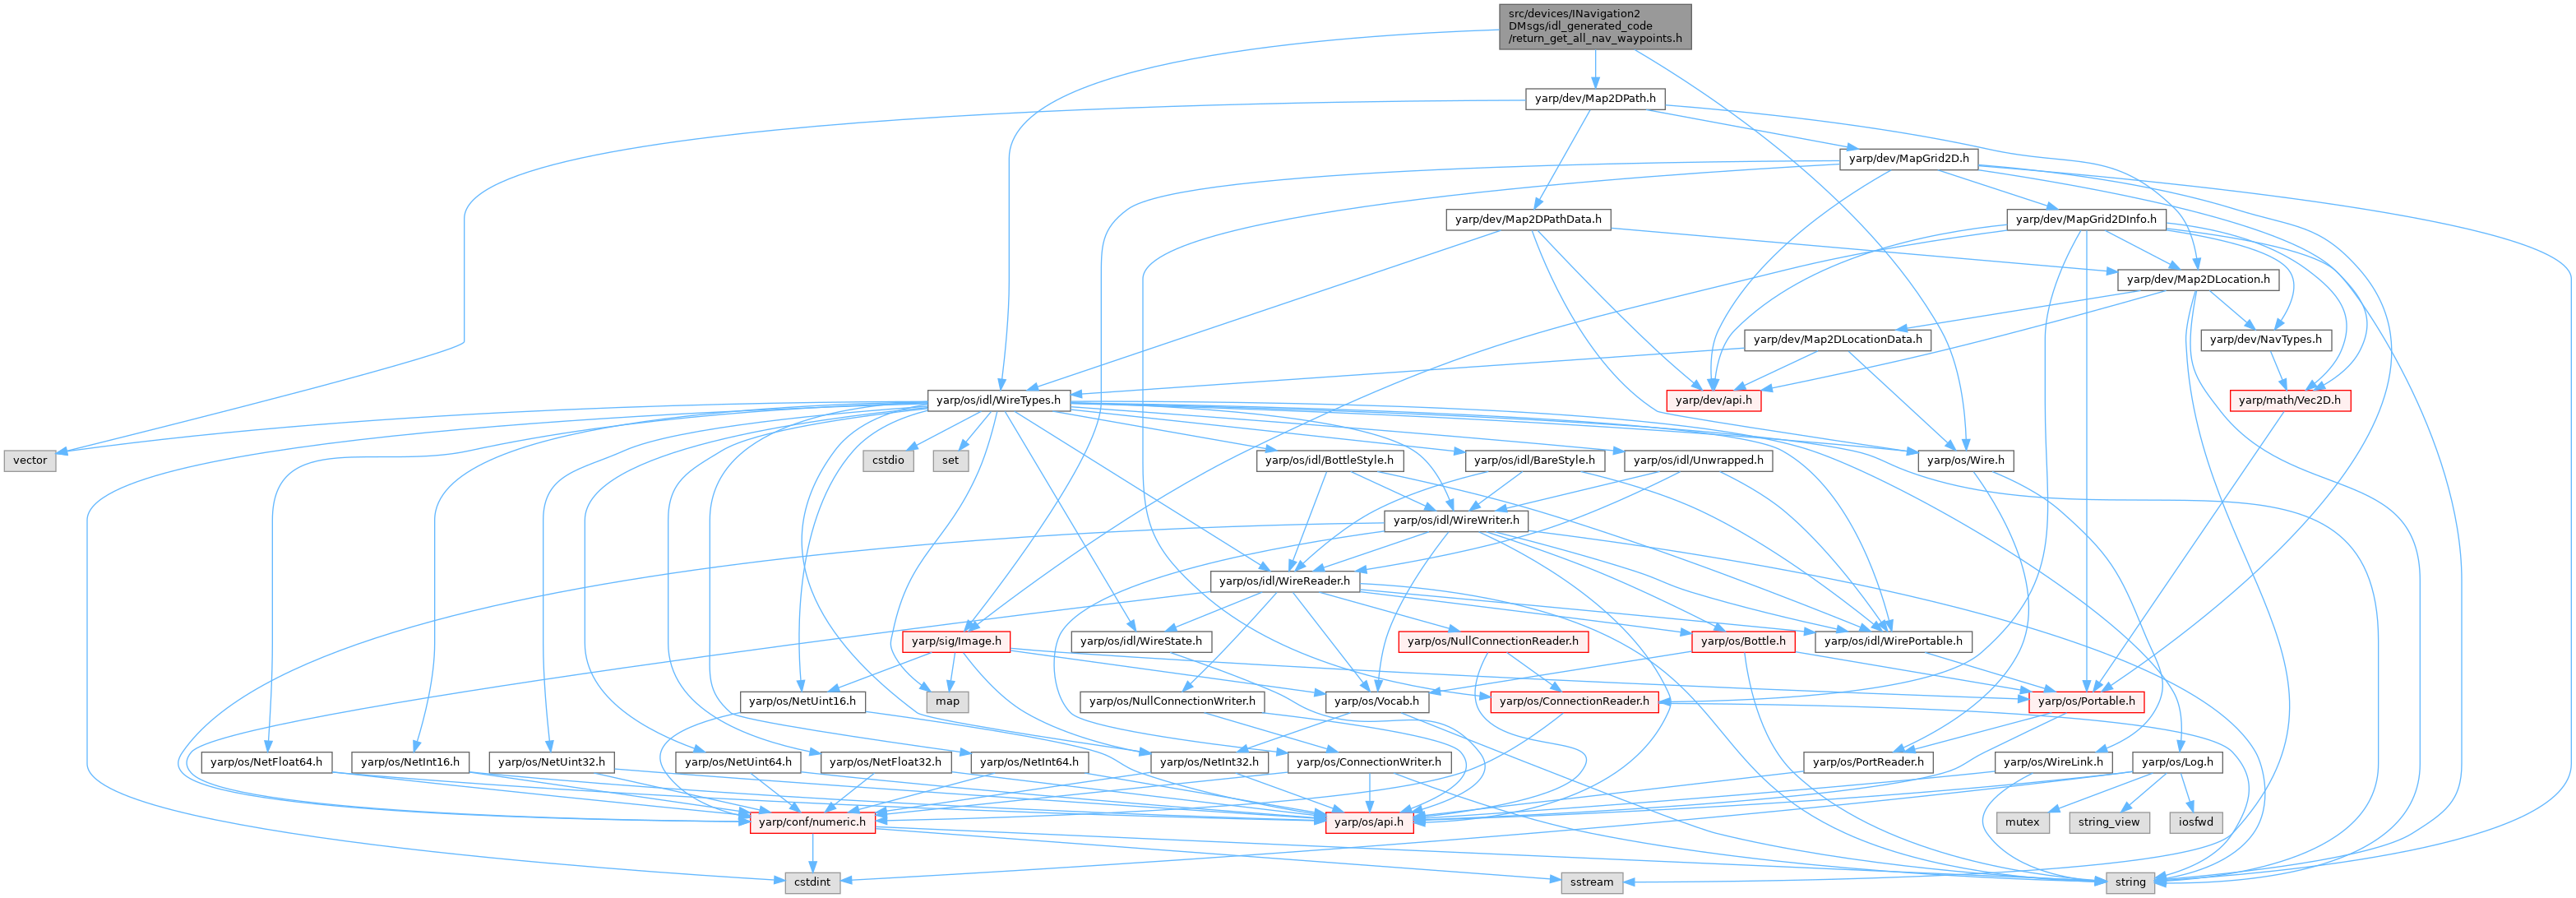 src/devices/INavigation2
DMsgs/idl_generated_code
/return_get_all_nav_waypoints.h
yarp/dev/Map2DPath.h
yarp/dev/MapGrid2D.h
yarp/dev/Map2DPathData.h
yarp/dev/MapGrid2DInfo.h
yarp/dev/Map2DLocation.h
yarp/dev/Map2DLocationData.h
yarp/dev/NavTypes.h
yarp/os/idl/WireTypes.h
yarp/dev/api.h
yarp/math/Vec2D.h
vector
cstdio
set
yarp/os/idl/BottleStyle.h
yarp/os/idl/BareStyle.h
yarp/os/idl/Unwrapped.h
yarp/os/Wire.h
yarp/os/idl/WireWriter.h
yarp/os/idl/WireReader.h
yarp/sig/Image.h
yarp/os/idl/WireState.h
yarp/os/NullConnectionReader.h
yarp/os/Bottle.h
yarp/os/idl/WirePortable.h
yarp/os/NetUint16.h
map
yarp/os/NullConnectionWriter.h
yarp/os/Vocab.h
yarp/os/ConnectionReader.h
yarp/os/Portable.h
yarp/os/NetFloat64.h
yarp/os/NetInt16.h
yarp/os/NetUint32.h
yarp/os/NetUint64.h
yarp/os/NetFloat32.h
yarp/os/NetInt64.h
yarp/os/NetInt32.h
yarp/os/ConnectionWriter.h
yarp/os/PortReader.h
yarp/os/WireLink.h
yarp/os/Log.h
yarp/conf/numeric.h
yarp/os/api.h
mutex
string_view
iosfwd
cstdint
sstream
string